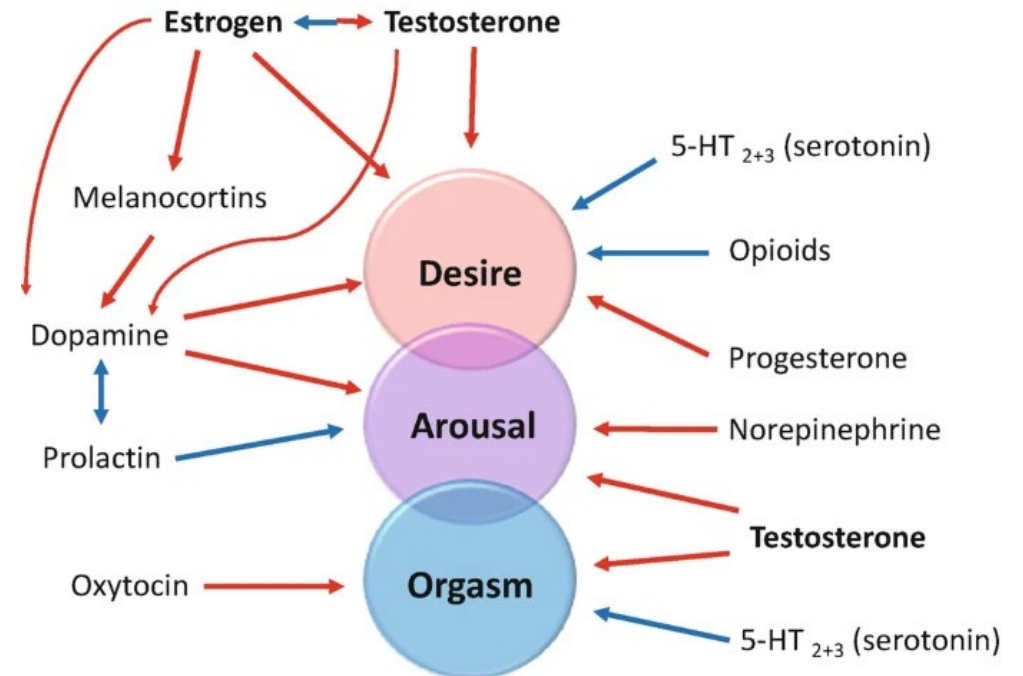 Estrogen Testosterone
5-HT 2+3 (serotonin)
Melanocortins
Opioids
Desire
Dopamine
Progesterone
Arousal
Norepinephrine
Prolactin
Testosterone
Oxytocin
Orgasm
5-HT 2+3 (serotonin)